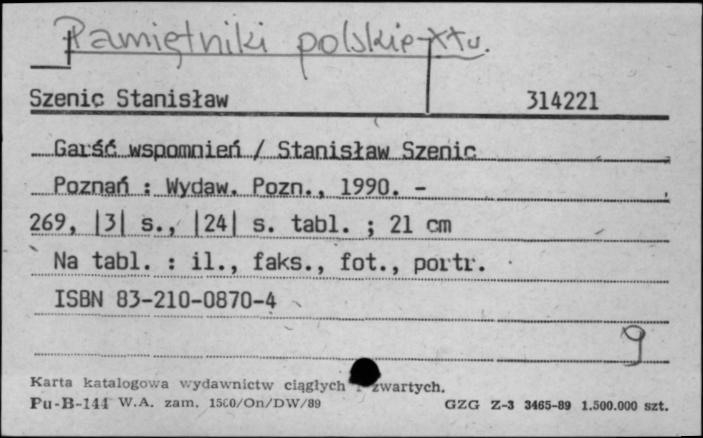 Pamiętniki polskie-XXw.
Szenic Stanisław 314221
Garść wspomnień / Stanisław Szenic
Poznań : Wydaw. Pozn., 1990. -
269, |3| s., |24| s. tabl. ; 21 cm
Na tabl. : il., faks., fot., portr.
ISBN 83-210-0870-4
g
Karta katalogowa wydawnictw ciągłych i zwartych.
Pu-B-144 W.A. zam. 1500/On/DW/89 GZG Z-3 3465-89 1.500.000 szt.